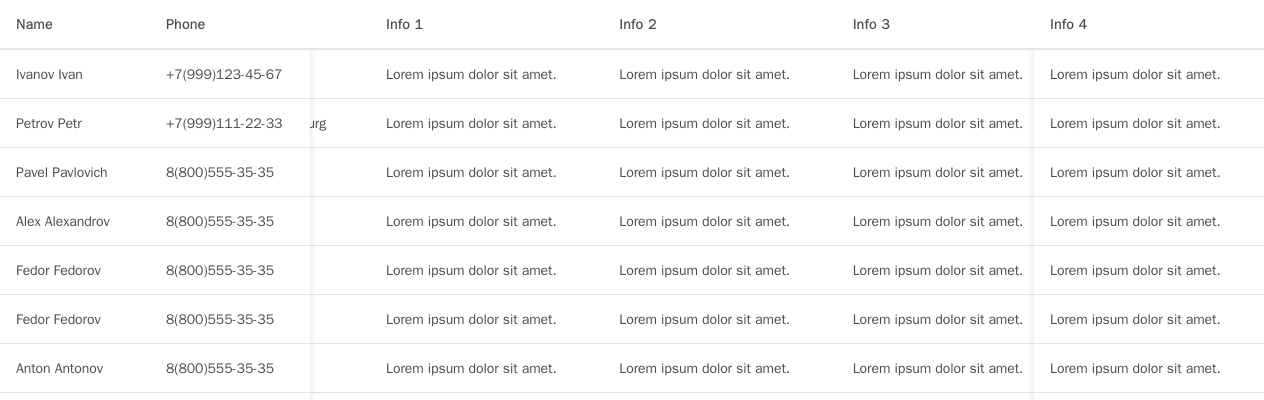 Name Phone Info 1 Info 2 Info 3 Info 4
Ivanov Ivan +7(999)123-45-67 Lorem ipsum dolor sit amet. Lorem ipsum dolor sit amet. Lorem ipsum dolor sit amet. Lorem ipsum dolor sit amet.
Petrov Petr +7(999)111-22-33 urg Lorem ipsum dolor sit amet. Lorem ipsum dolor sit amet. Lorem ipsum dolor sit amet. Lorem ipsum dolor sit amet.
Pavel Pavlovich 8(800)555-35-35 Lorem ipsum dolor sit amet. Lorem ipsum dolor sit amet. Lorem ipsum dolor sit amet. Lorem ipsum dolor sit amet.
Alex Alexandrov 8(800)555-35-35 Lorem ipsum dolor sit amet. Lorem ipsum dolor sit amet. Lorem ipsum dolor sit amet. Lorem ipsum dolor sit amet.
Fedor Fedorov 8(800)555-35-35 Lorem ipsum dolor sit amet. Lorem ipsum dolor sit amet. Lorem ipsum dolor sit amet. Lorem ipsum dolor sit amet.
Fedor Fedorov 8(800)555-35-35 Lorem ipsum dolor sit amet. Lorem ipsum dolor sit amet. Lorem ipsum dolor sit amet. Lorem ipsum dolor sit amet.
Anton Antonov 8(800)555-35-35 Lorem ipsum dolor sit amet. Lorem ipsum dolor sit amet. Lorem ipsum dolor sit amet. Lorem ipsum dolor sit amet.